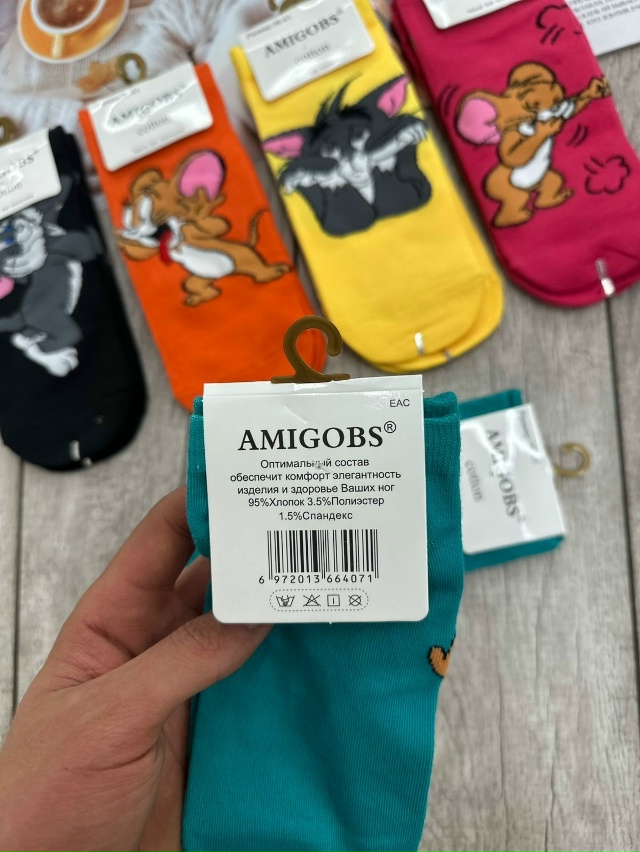 AMIGOBS
cotton
AMIGOBS
cotton
EAC
AMIGOBS®
Оптимальный состав
обеспечит комфорт элегантность
изделия и здоровье Ваших ног
95%Хлопок 3.5%Полиэстер
1.5%Спандекс
6 972013 664071
AMIGOBS®
cotton